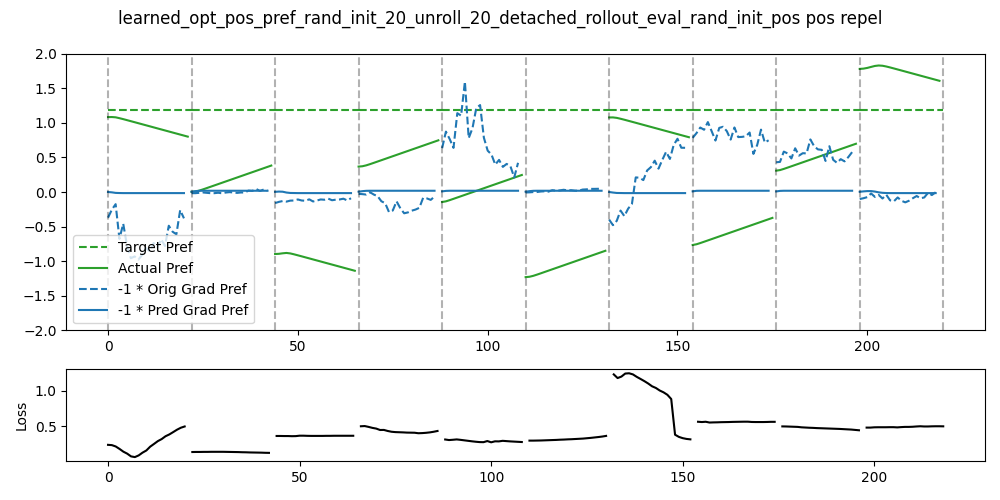 learned_opt_pos_pref_rand_init_20_unroll_20_detached_rollout_eval_rand_init_pos pos repel
2.0
1.5
1.0
0.5
0.0
−0.5
−1.0
−1.5
−2.0
Target Pref
Actual Pref
-1 * Orig Grad Pref
-1 * Pred Grad Pref
0 50 100 150 200
Loss
1.0
0.5
0 50 100 150 200